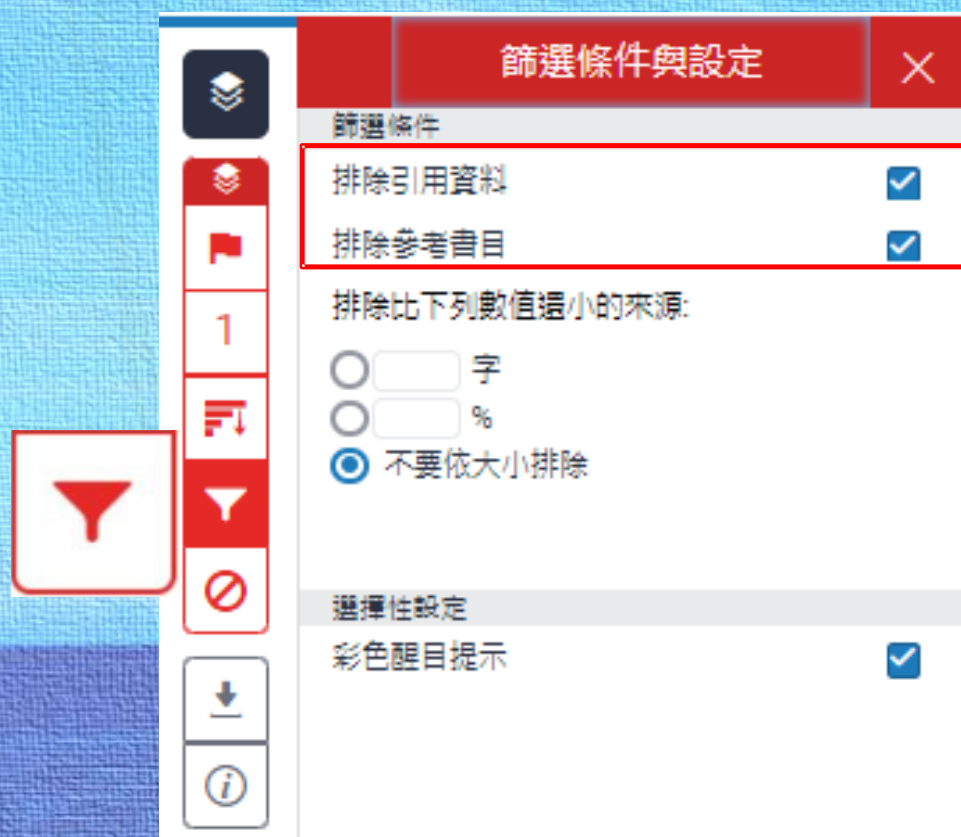 篩選條件與設定
篩選條件
排除引用資料
排除參考書目
1
排除比下列數值還小的來源:
字
%
不要依大小排除
選擇性設定
彩色醒目提示
i